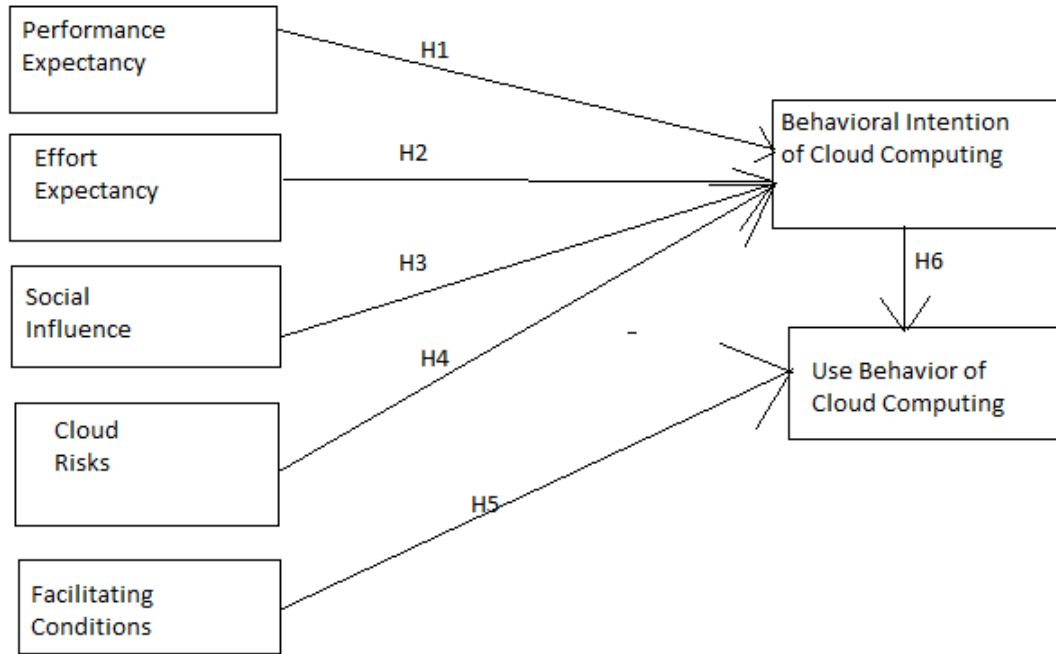 Performance
Expectancy
H1
Behavioral Intention
of Cloud Computing
Effort
Expectancy
H2
Social
Influence
H3
H6
Cloud
Risks
H4
Use Behavior of
Cloud Computing
Facilitating
Conditions
H5